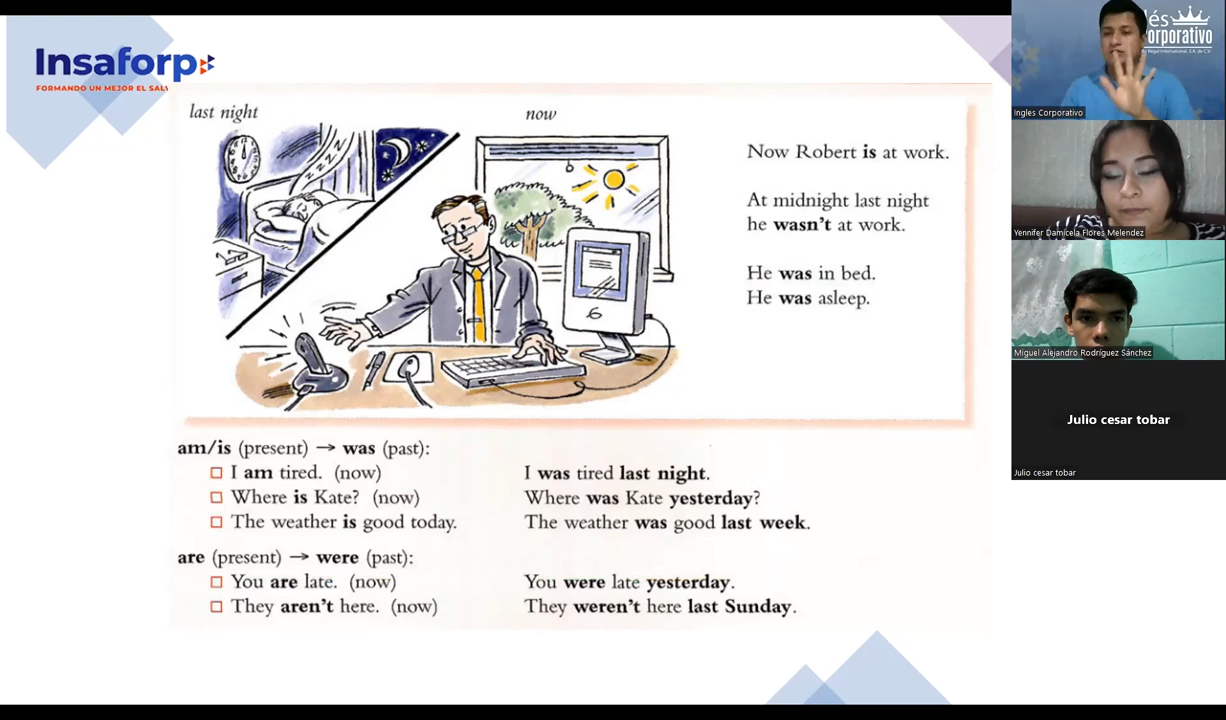 Insaforp
FORMANDO UN MEJOR EL SALV
last night
now
Now Robert is at work.
At midnight last night
he wasn't at work.
He was in bed.
He was asleep.
am/is (present) → was (past):
I am tired. (now)
I was tired last night.
Where is Kate? (now)
Where was Kate yesterday?
The weather is good today.
The weather was good last week.
are (present) → were (past):
You are late. (now)
You were late yesterday.
They aren't here. (now)
They weren't here last Sunday.
Ingles Corporativo
Yennifer Damicela Flores Melendez
Miguel Alejandro Rodríguez Sánchez
Julio cesar tobar
Julio cesar tobar